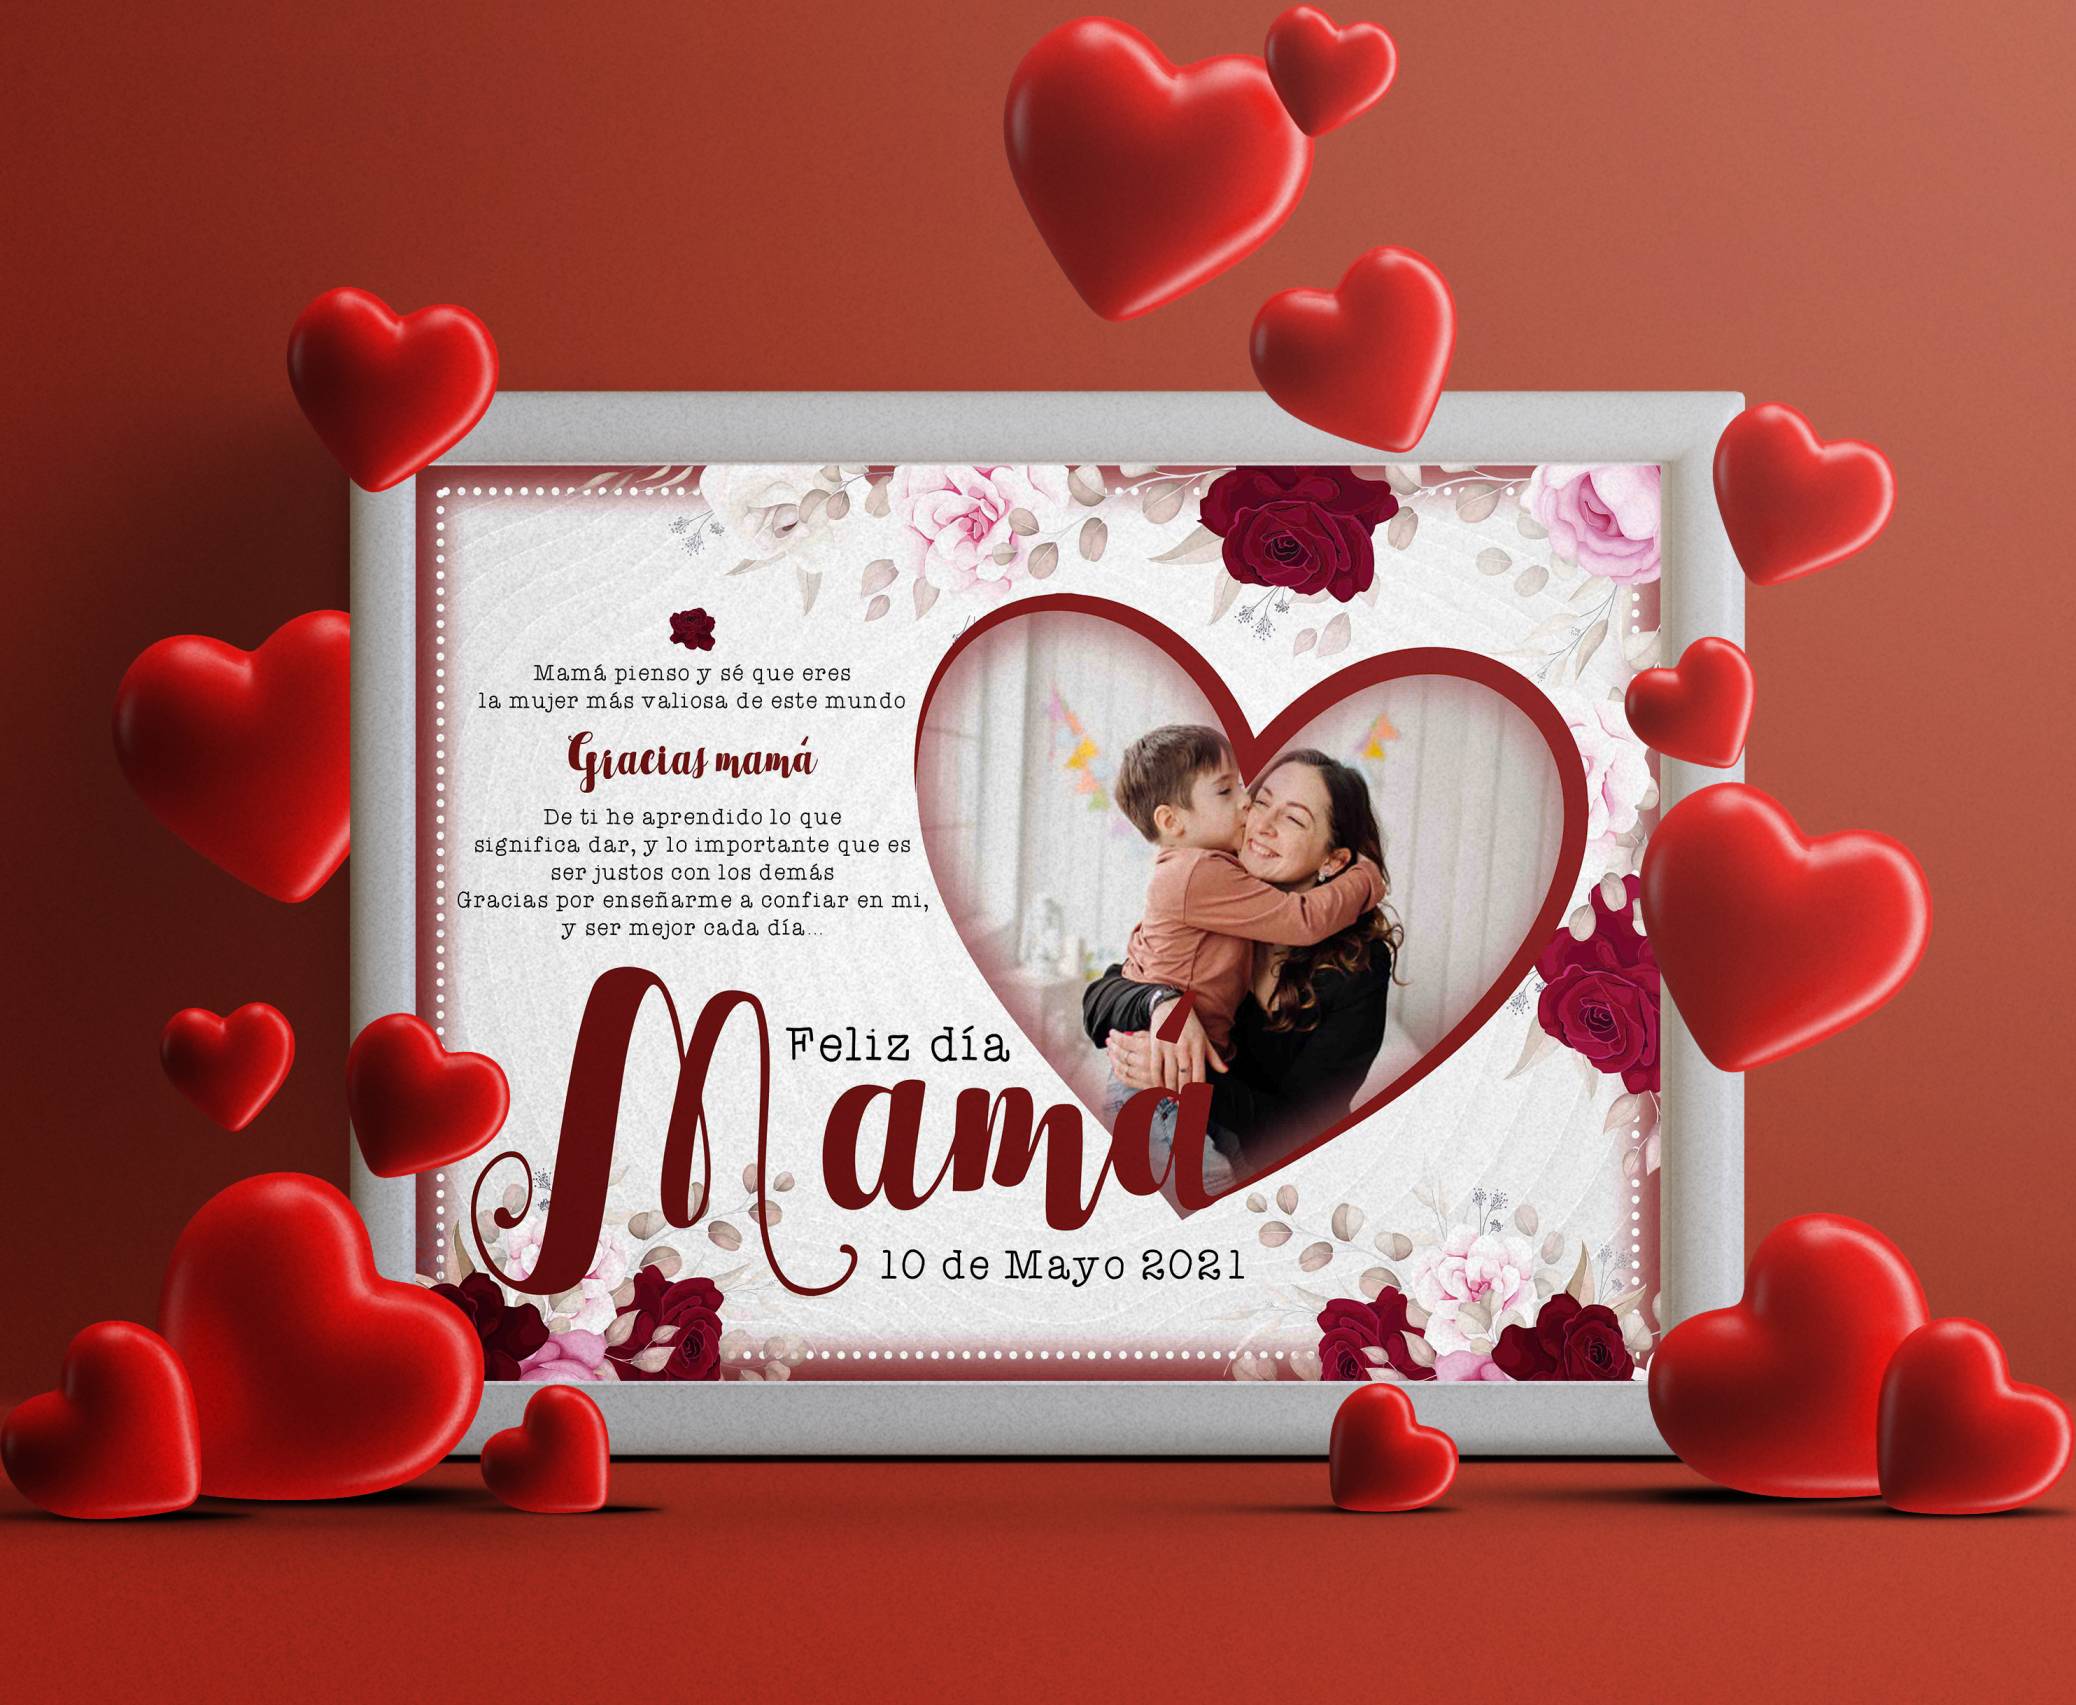 Mamá pienso y sé que eres
la mujer más valiosa de este mundo
Gracias mamá
De ti he aprendido lo que
significa dar, y lo importante que es
ser justos con los demás
Gracias por enseñarme a confiar en mi,
y ser mejor cada día...
Feliz día
Mamá
10 de Mayo 2021